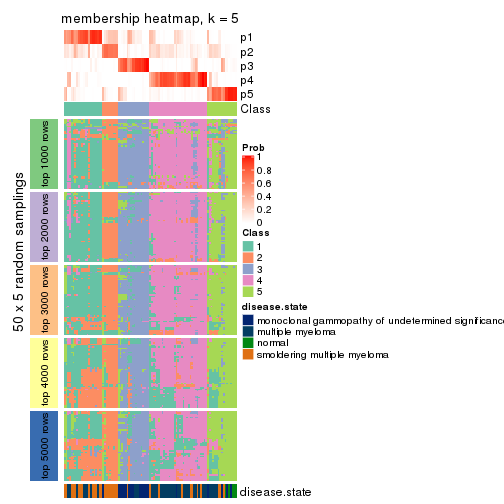 membership heatmap, k = 5
p1
p2
p3
p4
p5
Class
50 x 5 random samplings
top 1000 rows
top 2000 rows
top 3000 rows
top 4000 rows
top 5000 rows
Prob
1
0.8
0.6
0.4
0.2
0
Class
1
2
3
4
5
disease.state
monoclonal gammopathy of undetermined significance
multiple myeloma
normal
smoldering multiple myeloma
disease.state